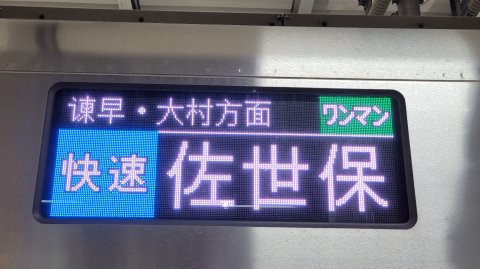 諫早・大村方面 ワンマン
快速 佐世保